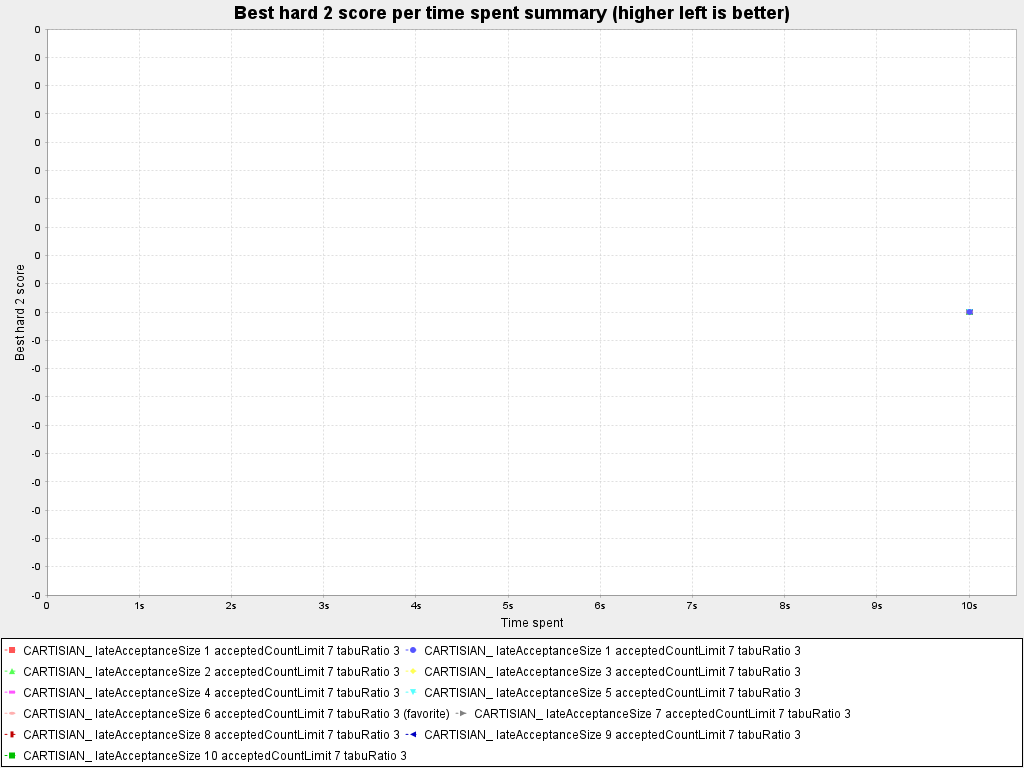 Best hard 2 score per time spent summary (higher left is better)
0
0
0
0
0
0
0
0
0
0
0
-0
-0
-0
-0
-0
-0
-0
-0
-0
-0
Best hard 2 score
0 1s 2s 3s 4s 5s 6s 7s 8s 9s 10s
Time spent
CARTISIAN_ lateAcceptanceSize 1 acceptedCountLimit 7 tabuRatio 3 CARTISIAN_ lateAcceptanceSize 1 acceptedCountLimit 7 tabuRatio 3
CARTISIAN_ lateAcceptanceSize 2 acceptedCountLimit 7 tabuRatio 3 CARTISIAN_ lateAcceptanceSize 3 acceptedCountLimit 7 tabuRatio 3
CARTISIAN_ lateAcceptanceSize 4 acceptedCountLimit 7 tabuRatio 3 CARTISIAN_ lateAcceptanceSize 5 acceptedCountLimit 7 tabuRatio 3
CARTISIAN_ lateAcceptanceSize 6 acceptedCountLimit 7 tabuRatio 3 (favorite) CARTISIAN_ lateAcceptanceSize 7 acceptedCountLimit 7 tabuRatio 3
CARTISIAN_ lateAcceptanceSize 8 acceptedCountLimit 7 tabuRatio 3 CARTISIAN_ lateAcceptanceSize 9 acceptedCountLimit 7 tabuRatio 3
CARTISIAN_ lateAcceptanceSize 10 acceptedCountLimit 7 tabuRatio 3